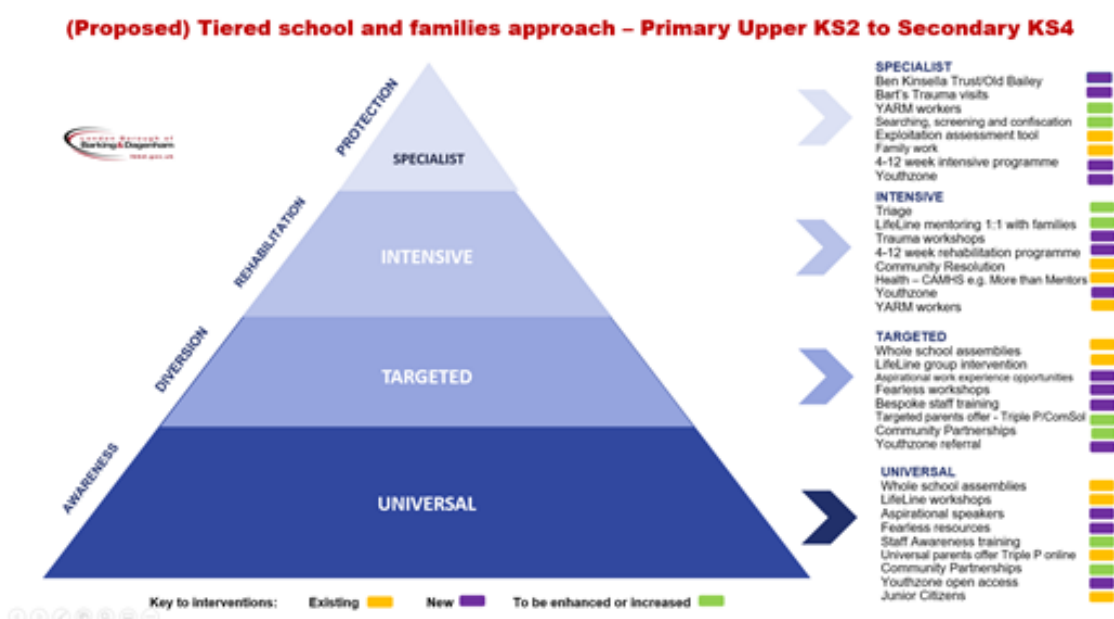 (Proposed) Tiered school and families approach – Primary Upper KS2 to Secondary KS4
London Borough of
Barking&Dagenham
lbbd.gov.uk
PROTECTION
SPECIALIST
REHABILITATION
INTENSIVE
DIVERSION
TARGETED
AWARENESS
UNIVERSAL
SPECIALIST
Ben Kinsella Trust/Old Bailey
Bart's Trauma visits
YARM workers
Searching, screening and confiscation
Exploitation assessment tool
Family work
4-12 week intensive programme
Youthzone
INTENSIVE
Triage
LifeLine mentoring 1:1 with families
Trauma workshops
4-12 week rehabilitation programme
Community Resolution
Health – CAMHS e.g. More than Mentors
Youthzone
YARM workers
TARGETED
Whole school assemblies
LifeLine group intervention
Aspirational work experience opportunities
Fearless workshops
Bespoke staff training
Targeted parents offer - Triple P/ComSol
Community Partnerships
Youthzone referral
UNIVERSAL
Whole school assemblies
LifeLine workshops
Aspirational speakers
Fearless resources
Staff Awareness training
Universal parents offer Triple P online
Community Partnerships
Youthzone open access
Junior Citizens
Key to interventions: Existing New To be enhanced or increased